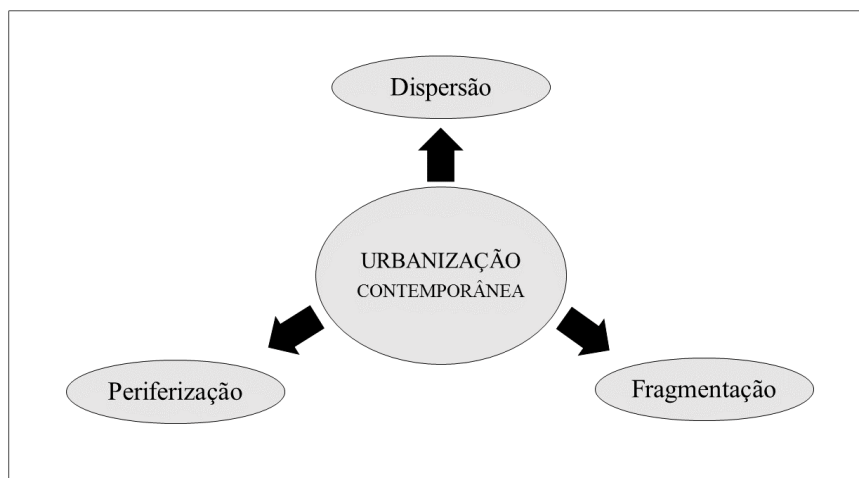 Dispersão
URBANIZAÇÃO
CONTEMPORÂNEA
Periferização
Fragmentação